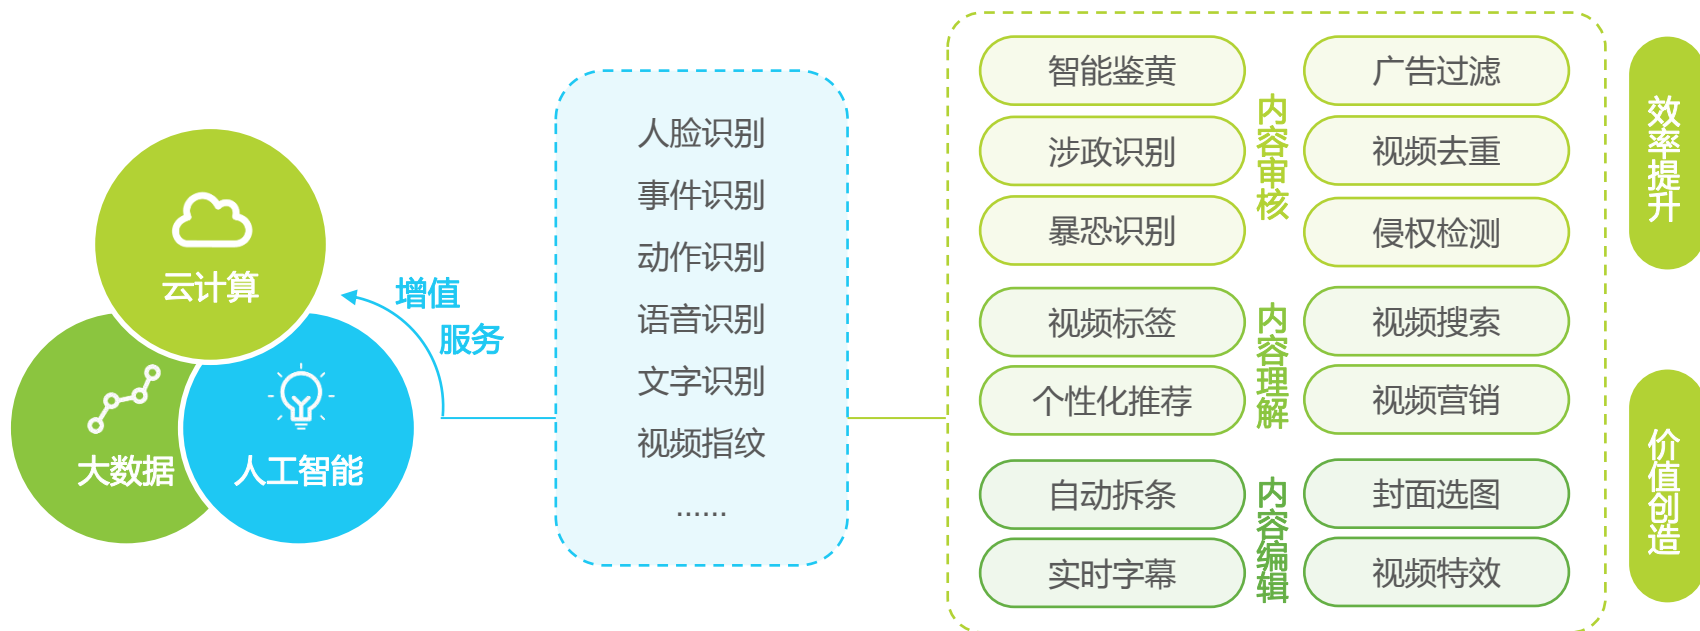 云计算
大数据
人工智能
增值
服务
人脸识别
事件识别
动作识别
语音识别
文字识别
视频指纹
......
智能鉴黄
涉政识别
暴恐识别
内容审核
广告过滤
视频去重
侵权检测
视频标签
个性化推荐
内容理解
视频搜索
视频营销
自动拆条
实时字幕
内容编辑
封面选图
视频特效
效率提升
价值创造